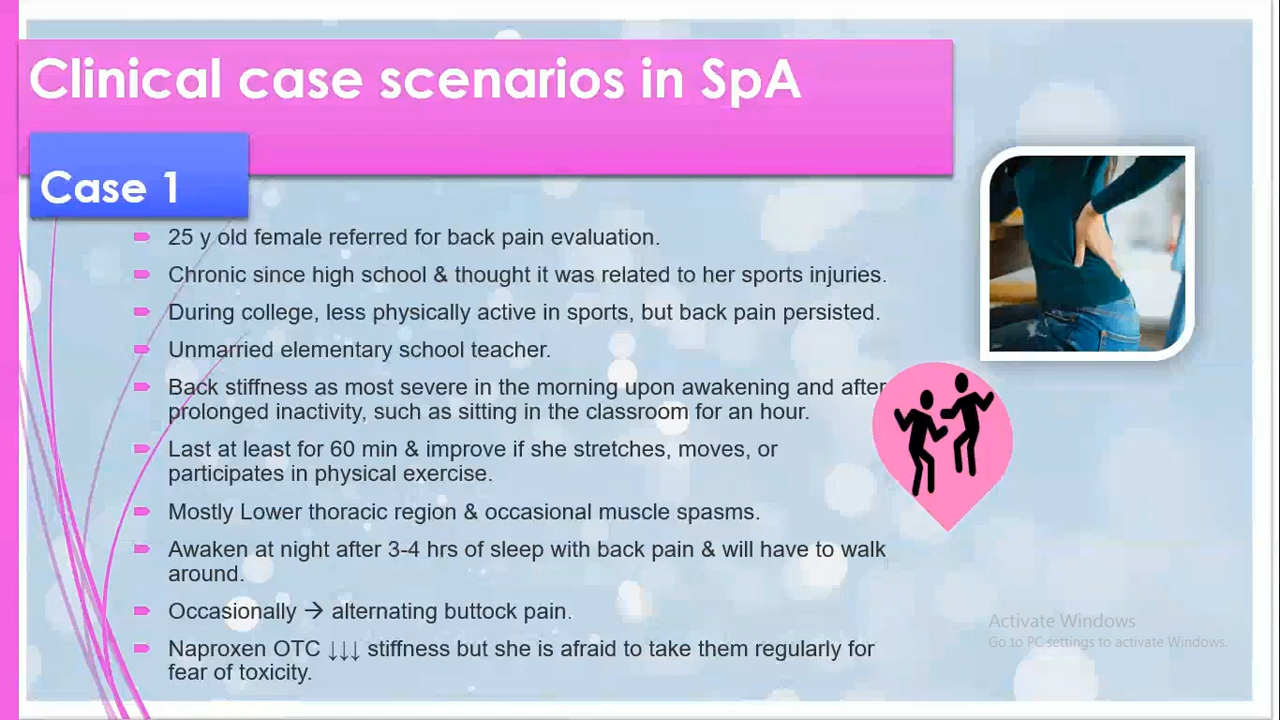 Clinical case scenarios in SpA
Case 1
25 y old female referred for back pain evaluation.
Chronic since high school & thought it was related to her sports injuries.
During college, less physically active in sports, but back pain persisted.
Unmarried elementary school teacher.
Back stiffness as most severe in the morning upon awakening and after
prolonged inactivity, such as sitting in the classroom for an hour.
Last at least for 60 min & improve if she stretches, moves, or
participates in physical exercise.
Mostly Lower thoracic region & occasional muscle spasms.
Awaken at night after 3-4 hrs of sleep with back pain & will have to walk
around.
Occasionally → alternating buttock pain.
Naproxen OTC ↓↓↓ stiffness but she is afraid to take them regularly for
fear of toxicity.
Activate Windows
Go to PC settings to activate Windows.